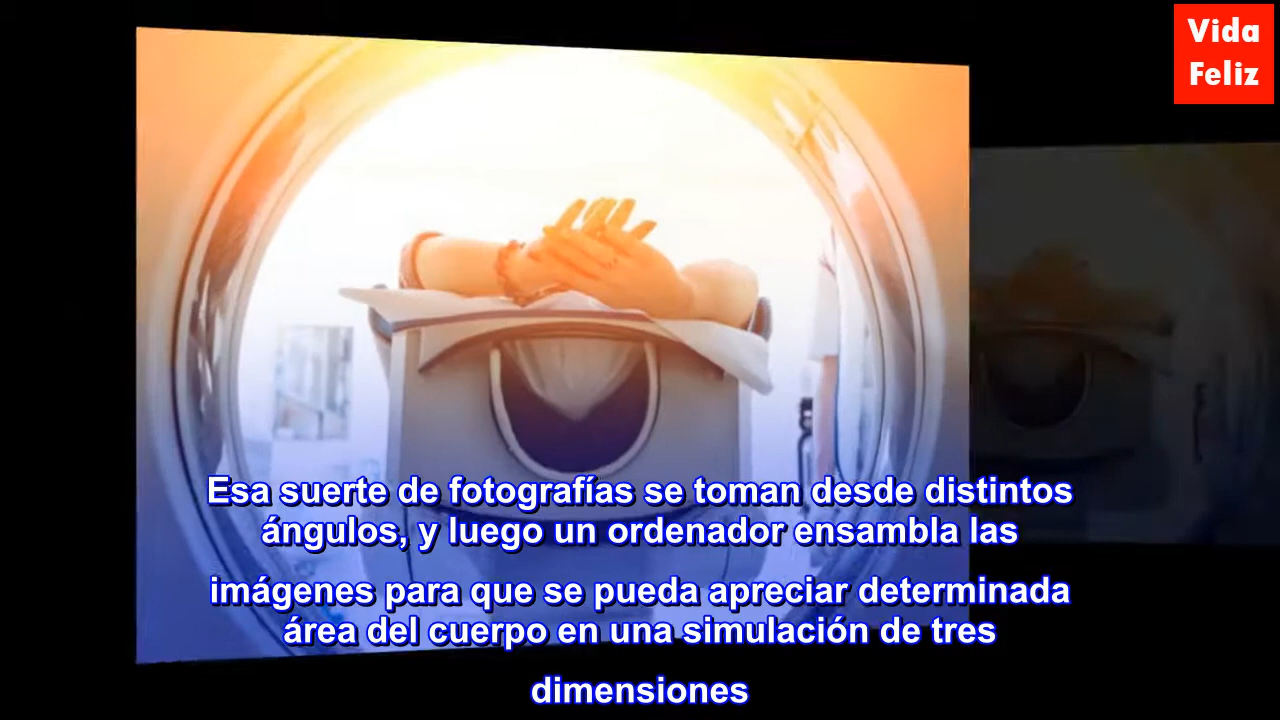 Vida
Feliz
Esa suerte de fotografías se toman desde distintos
ángulos, y luego un ordenador ensambla las
imágenes para que se pueda apreciar determinada
área del cuerpo en una simulación de tres
dimensiones